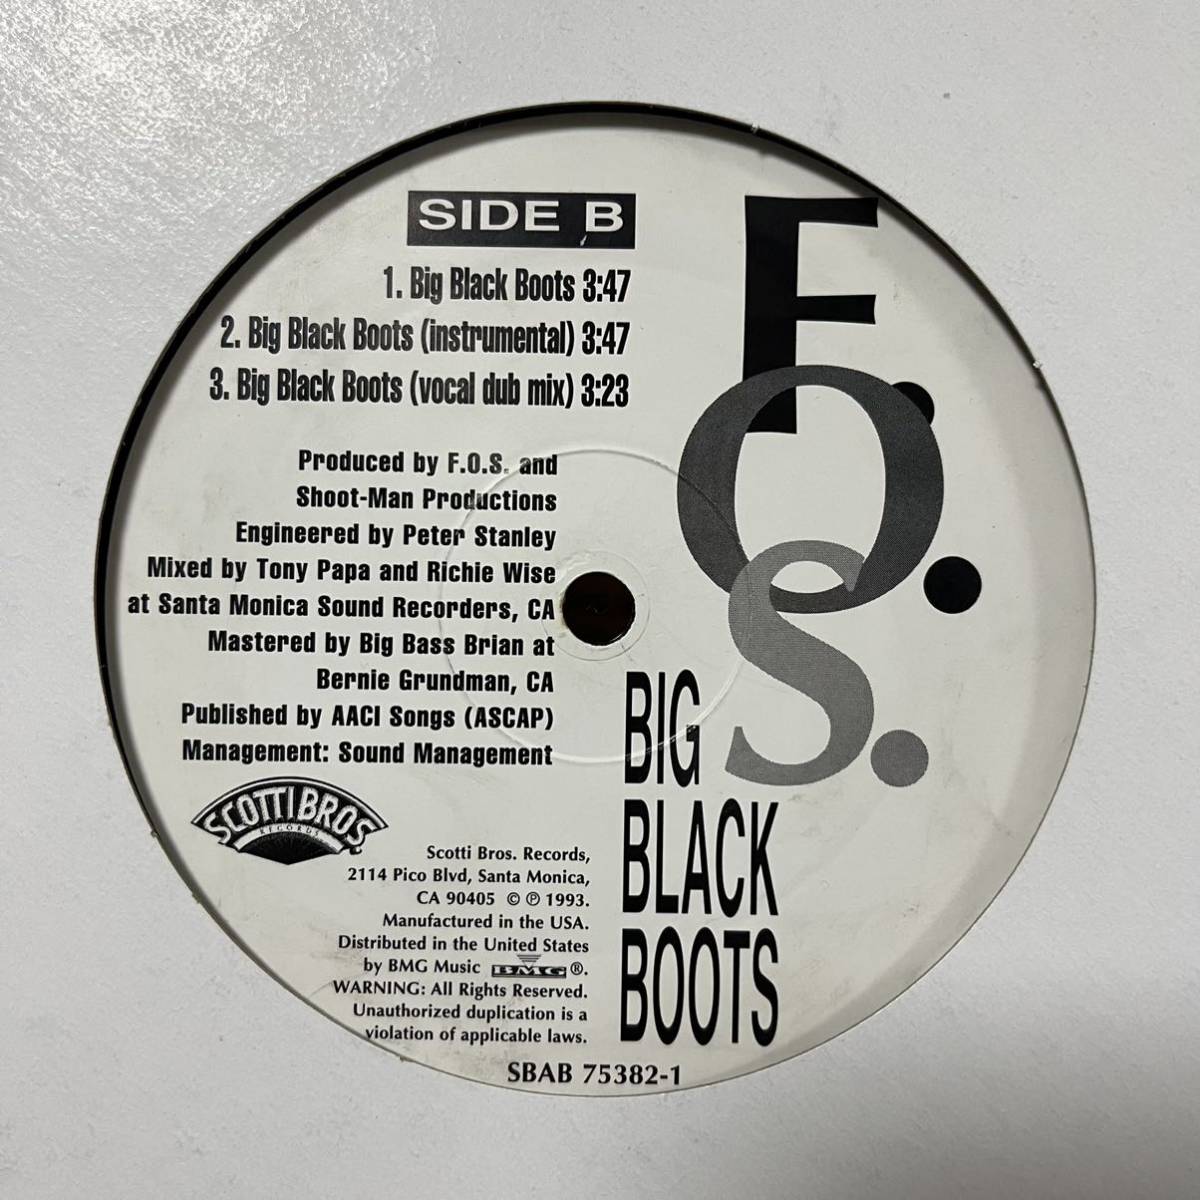 SIDE B
1. Big Black Boots 3:47
2. Big Black Boots (instrumental) 3:47
3. Big Black Boots (vocal dub mix) 3:23
F.
O.
S.
Produced by F.O.S. and
Shoot-Man Productions
Engineered by Peter Stanley
Mixed by Tony Papa and Richie Wise
at Santa Monica Sound Recorders, CA
Mastered by Big Bass Brian at
Bernie Grundman, CA
Published by AACI Songs (ASCAP)
Management: Sound Management
BIG
BLACK
BOOTS
SCOTTI BROS.
RECORDS
Scotti Bros. Records,
2114 Pico Blvd, Santa Monica,
CA 90405 © ℗ 1993.
Manufactured in the USA.
Distributed in the United States
by BMG Music BMG ®.
WARNING: All Rights Reserved.
Unauthorized duplication is a
violation of applicable laws.
SBAB 75382-1